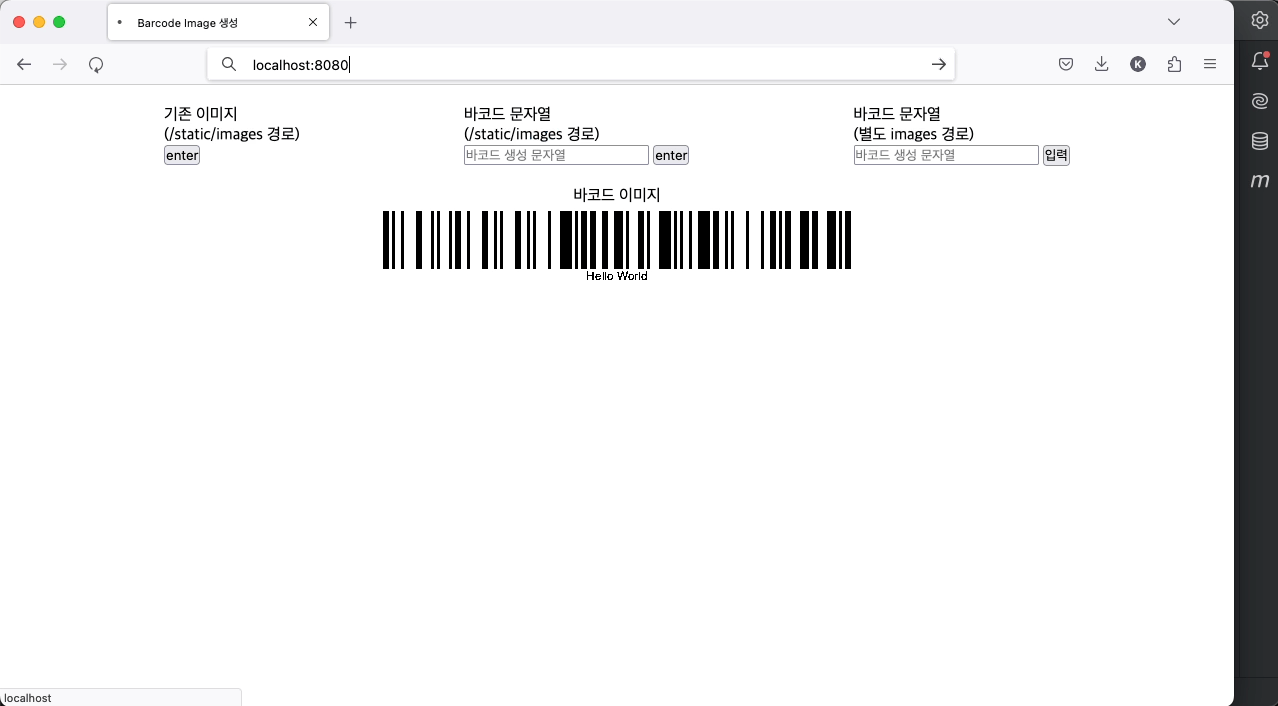 Barcode Image 생성
localhost:8080
K
기존 이미지
(/static/images 경로)
enter
바코드 문자열
(/static/images 경로)
바코드 생성 문자열 enter
바코드 문자열
(별도 images 경로)
바코드 생성 문자열 입력
바코드 이미지
Hello World
localhost
m